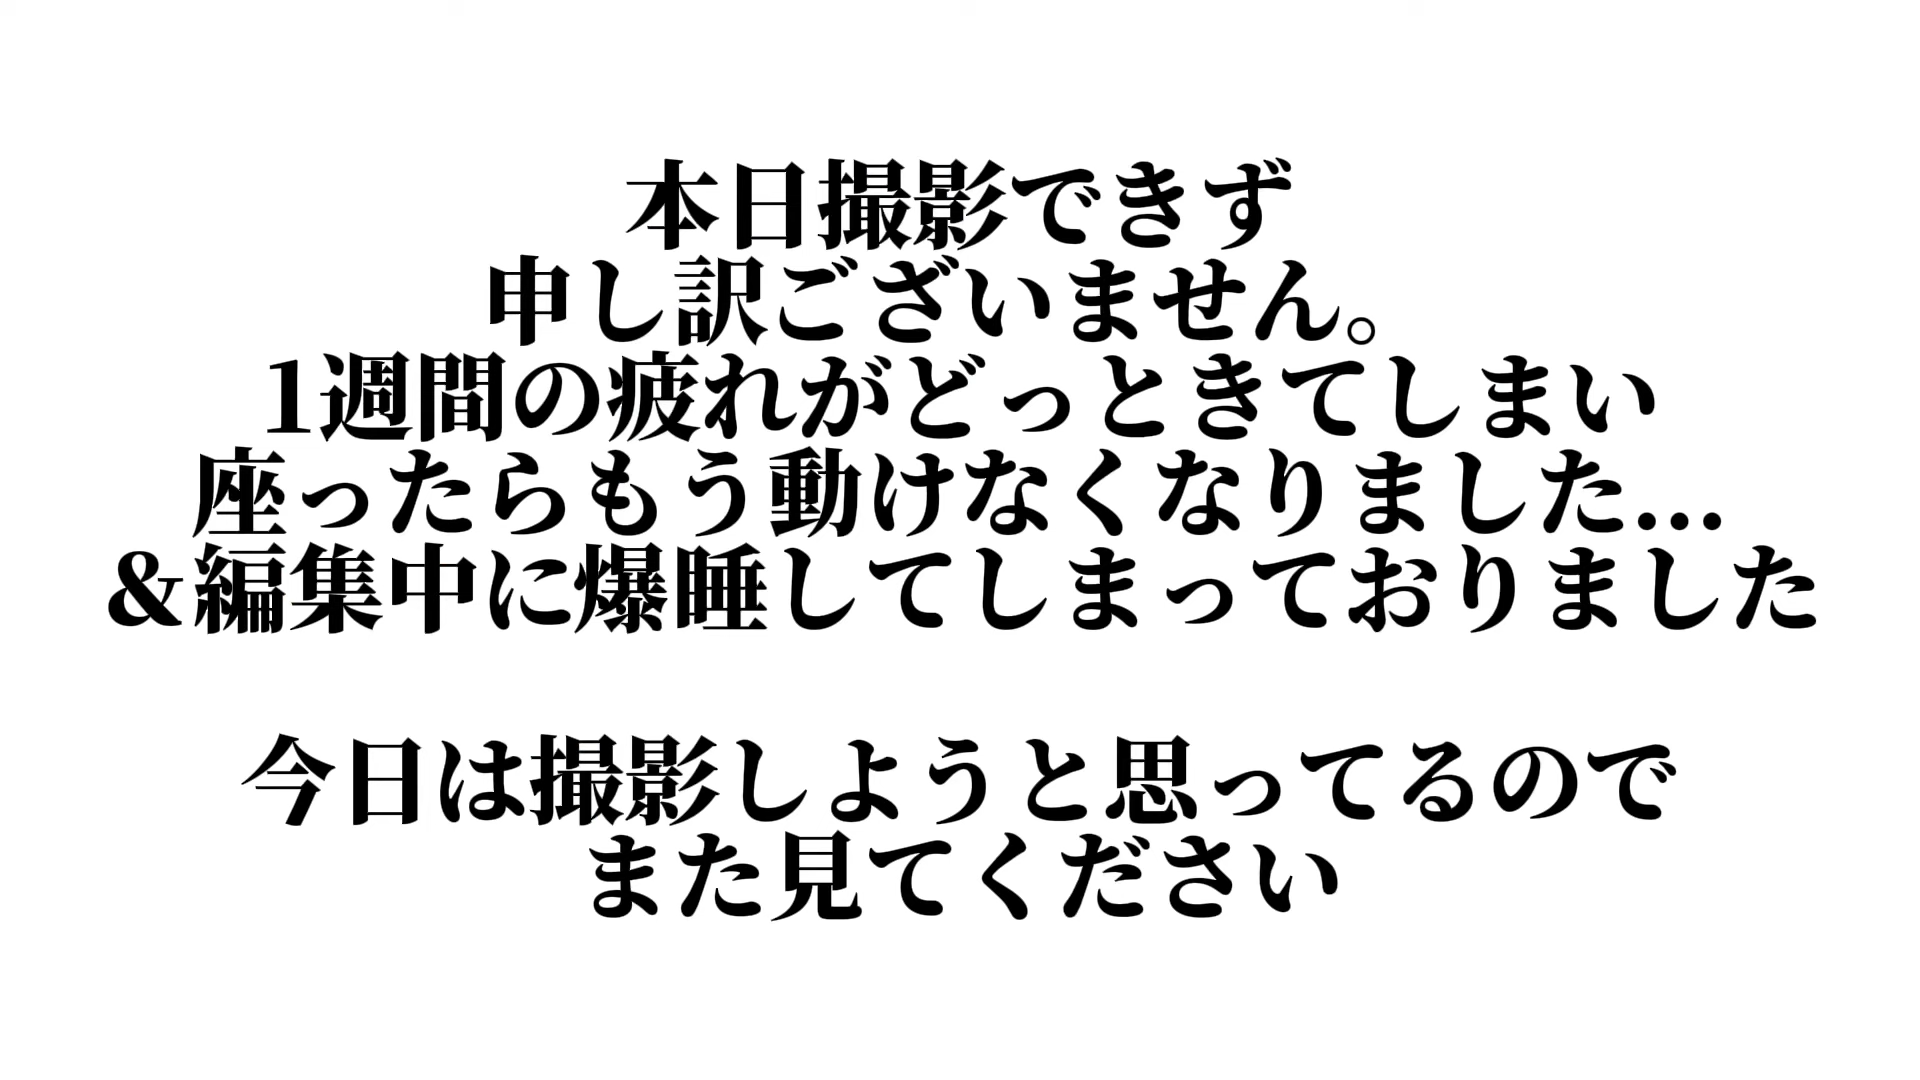 本日撮影できず
申し訳ございません。
1週間の疲れがどっときてしまい
座ったらもう動けなくなりました…
&編集中に爆睡してしまっておりました
今日は撮影しようと思ってるので
また見てください